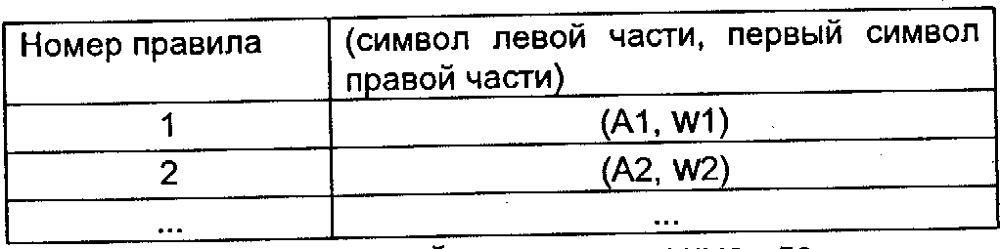 Номер правила
(символ левой части, первый символ
правой части)
1
(A1, W1)
2
(A2, W2)
...
...